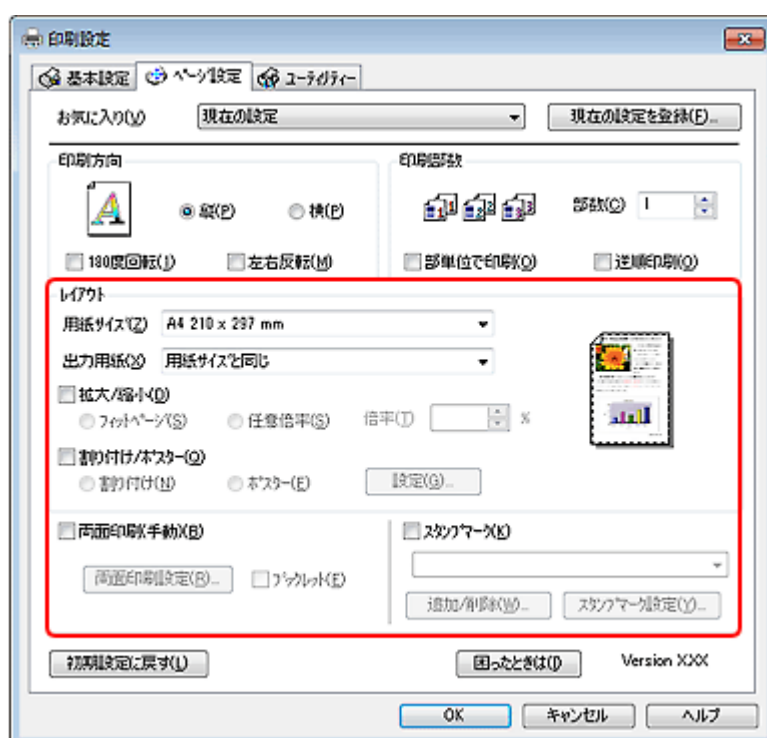 印刷設定
基本設定 ページ設定 ユーティリティー
お気に入り(V) 現在の設定 現在の設定を登録(F)...
印刷方向 印刷部数
縦(P) 横(P) 部数(C) 1
180度回転(J) 左右反転(M) 部単位で印刷(O) 逆順印刷(O)
レイアウト
用紙サイズ(Z) A4 210 x 297 mm
出力用紙(X) 用紙サイズと同じ
拡大/縮小(D)
フィットページ(S) 任意倍率(S) 倍率(T) %
割り付け/ポスター(Q)
割り付け(N) ポスター(E) 設定(G)...
両面印刷(手動)(B) スタンプマーク(K)
両面印刷設定(R)... ブックレット(E)
追加/削除(W)... スタンプマーク設定(Y)...
初期設定に戻す(L) 困ったときは(I) Version X.XX
OK キャンセル ヘルプ